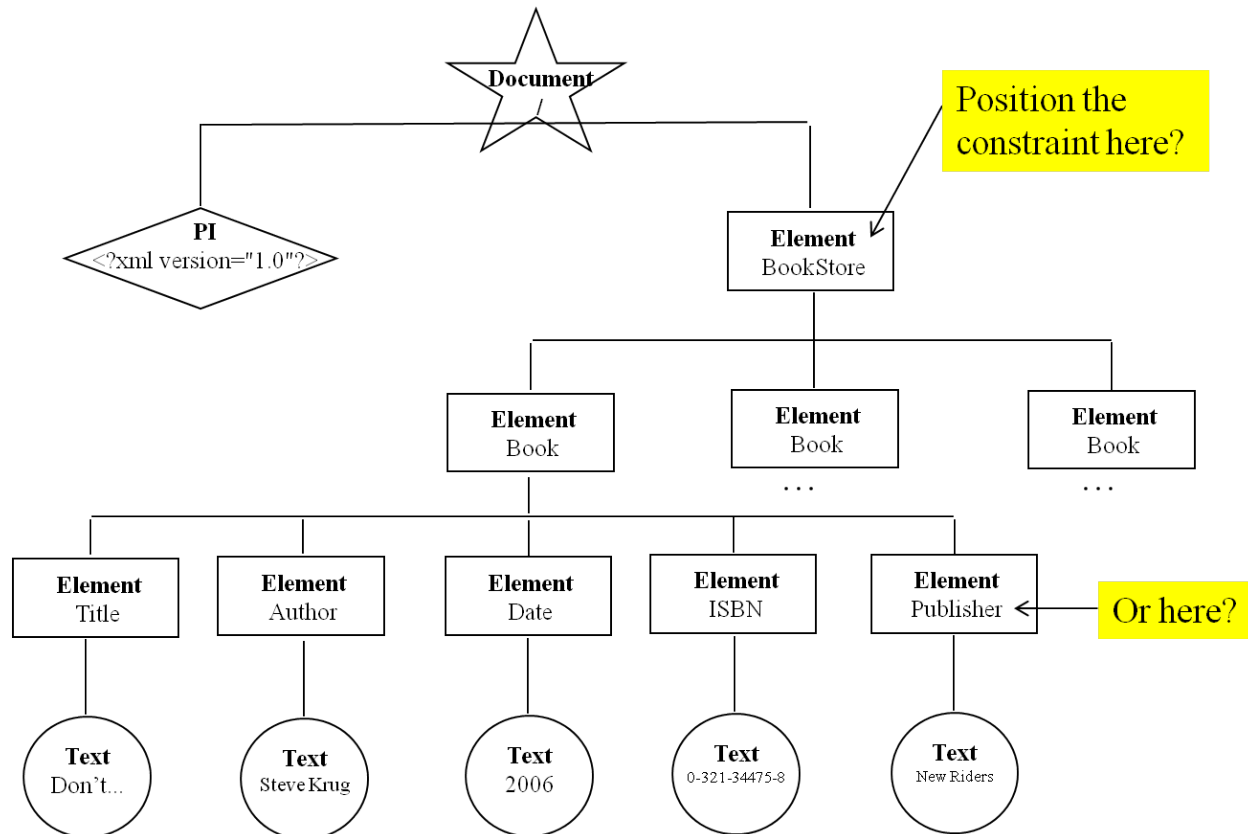 Document
/
Position the
constraint here?
PI
<?xml version="1.0"?>
Element
BookStore
Element
Book
Element
Book
...
Element
Book
...
Element
Title
Element
Author
Element
Date
Element
ISBN
Element
Publisher
Or here?
Text
Don’t...
Text
Steve Krug
Text
2006
Text
0-321-34475-8
Text
New Riders